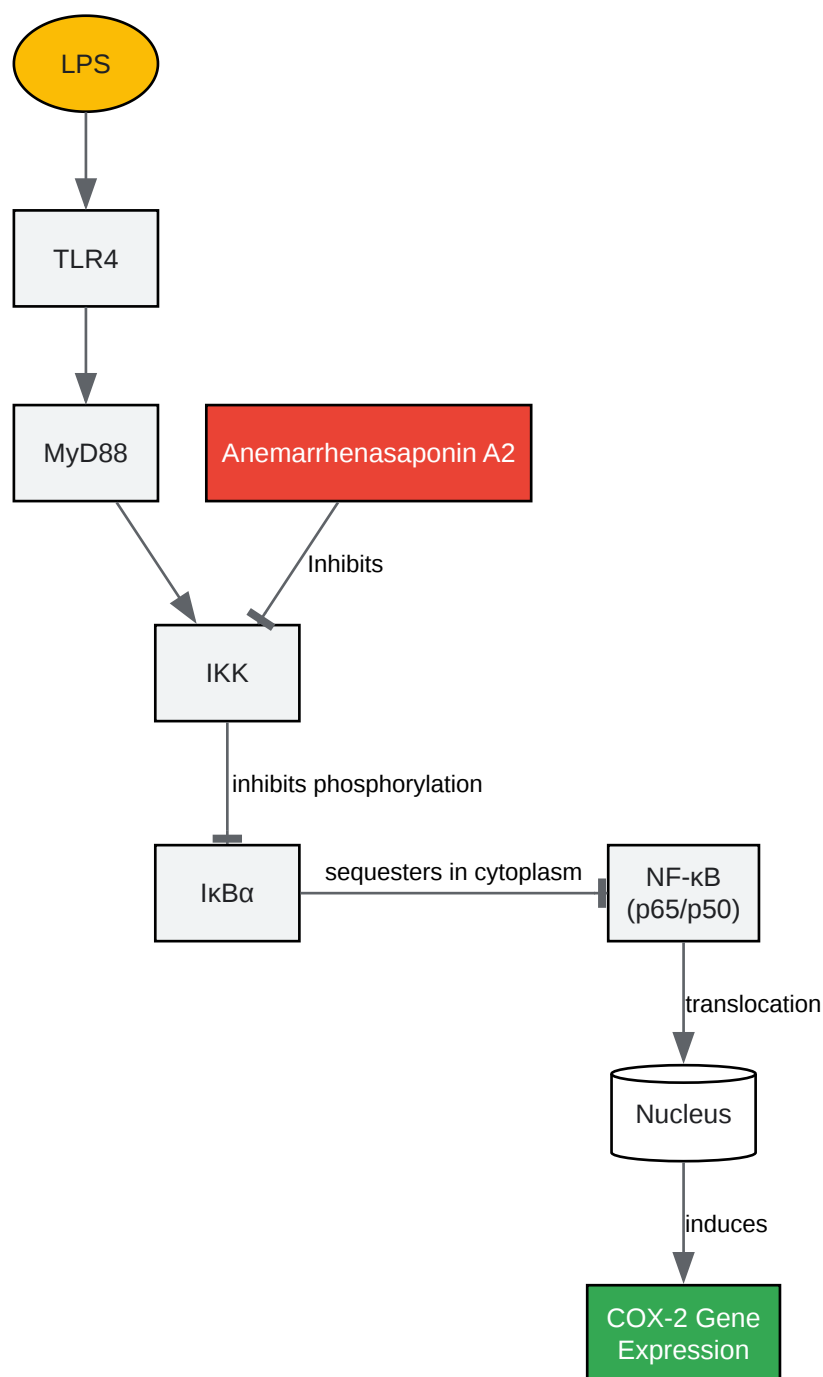 LPS
TLR4
MyD88
Anemarrhenasaponin A2
Inhibits
IKK
inhibits phosphorylation
IκBα
sequesters in cytoplasm
NF-κB
(p65/p50)
translocation
Nucleus
induces
COX-2 Gene
Expression